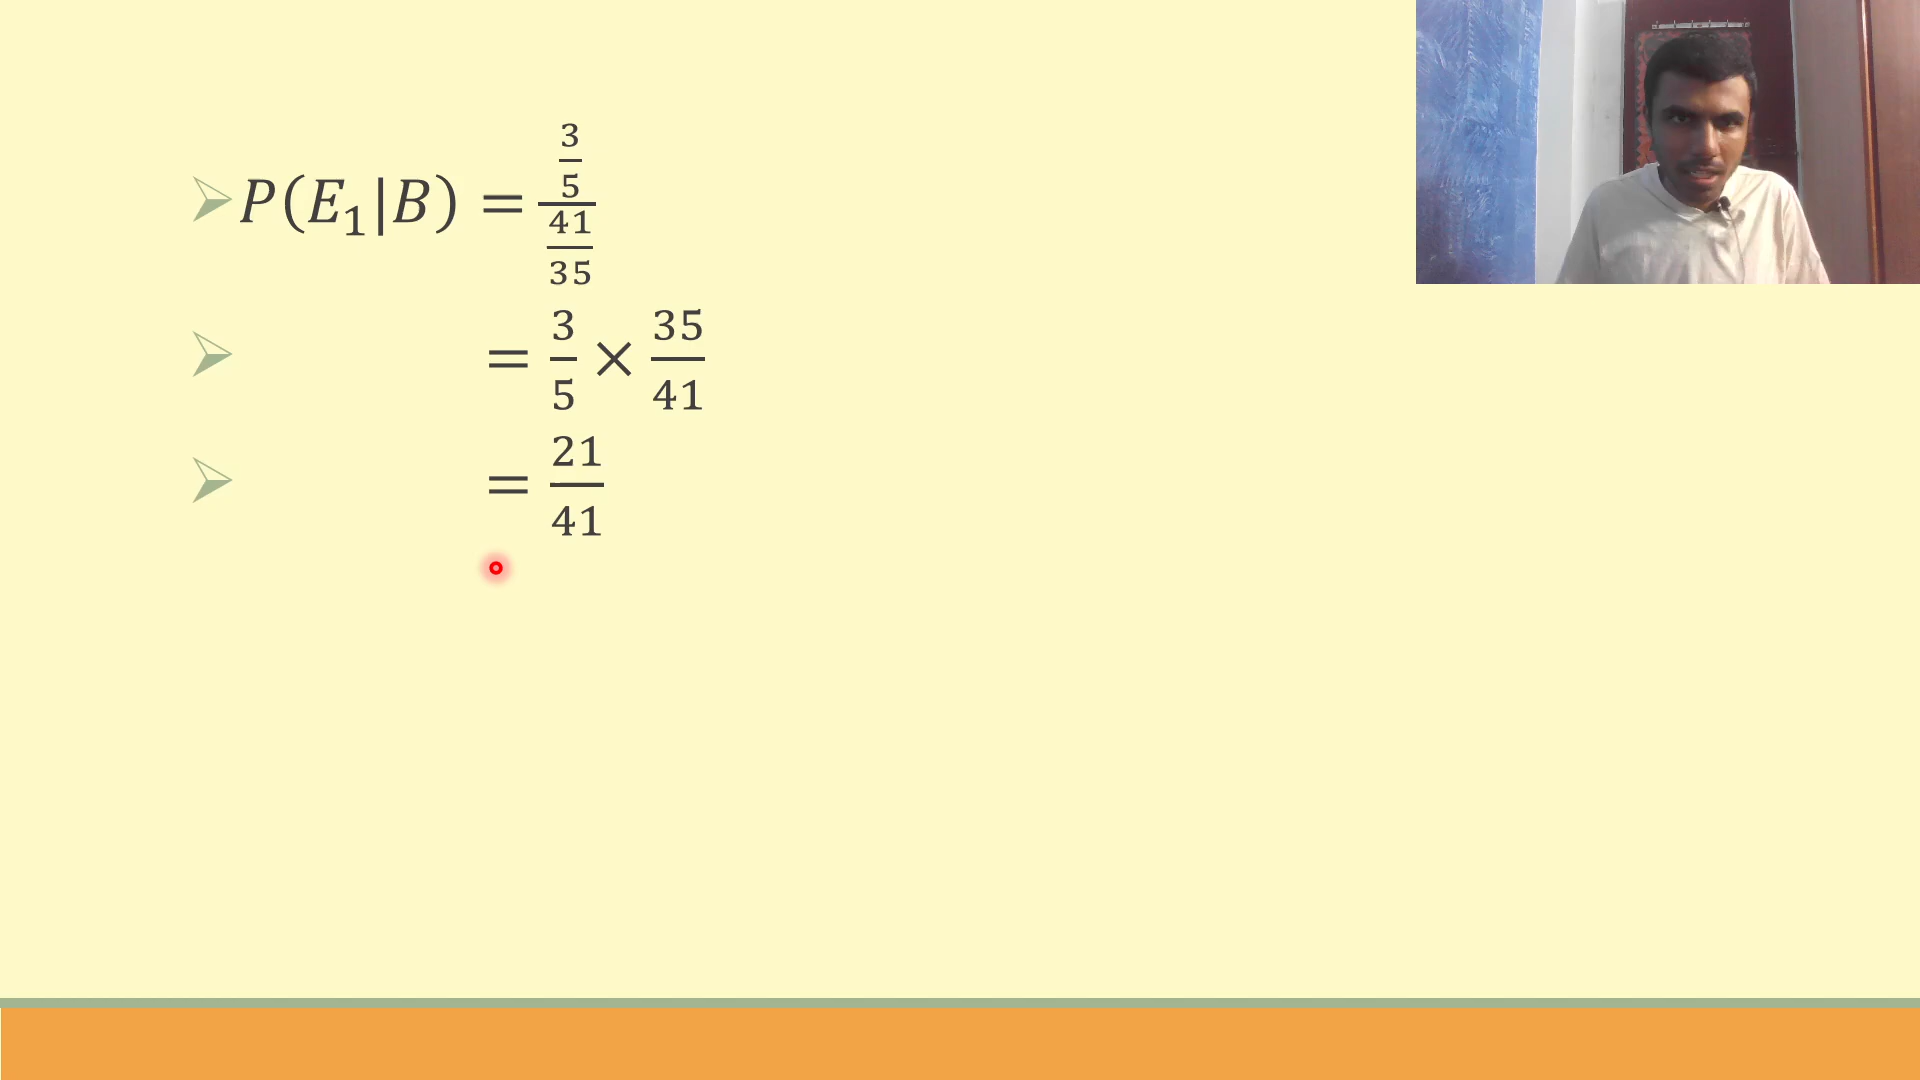 P(E₁|B) = (3/5)/(41/35)
= 3/5 × 35/41
= 21/41